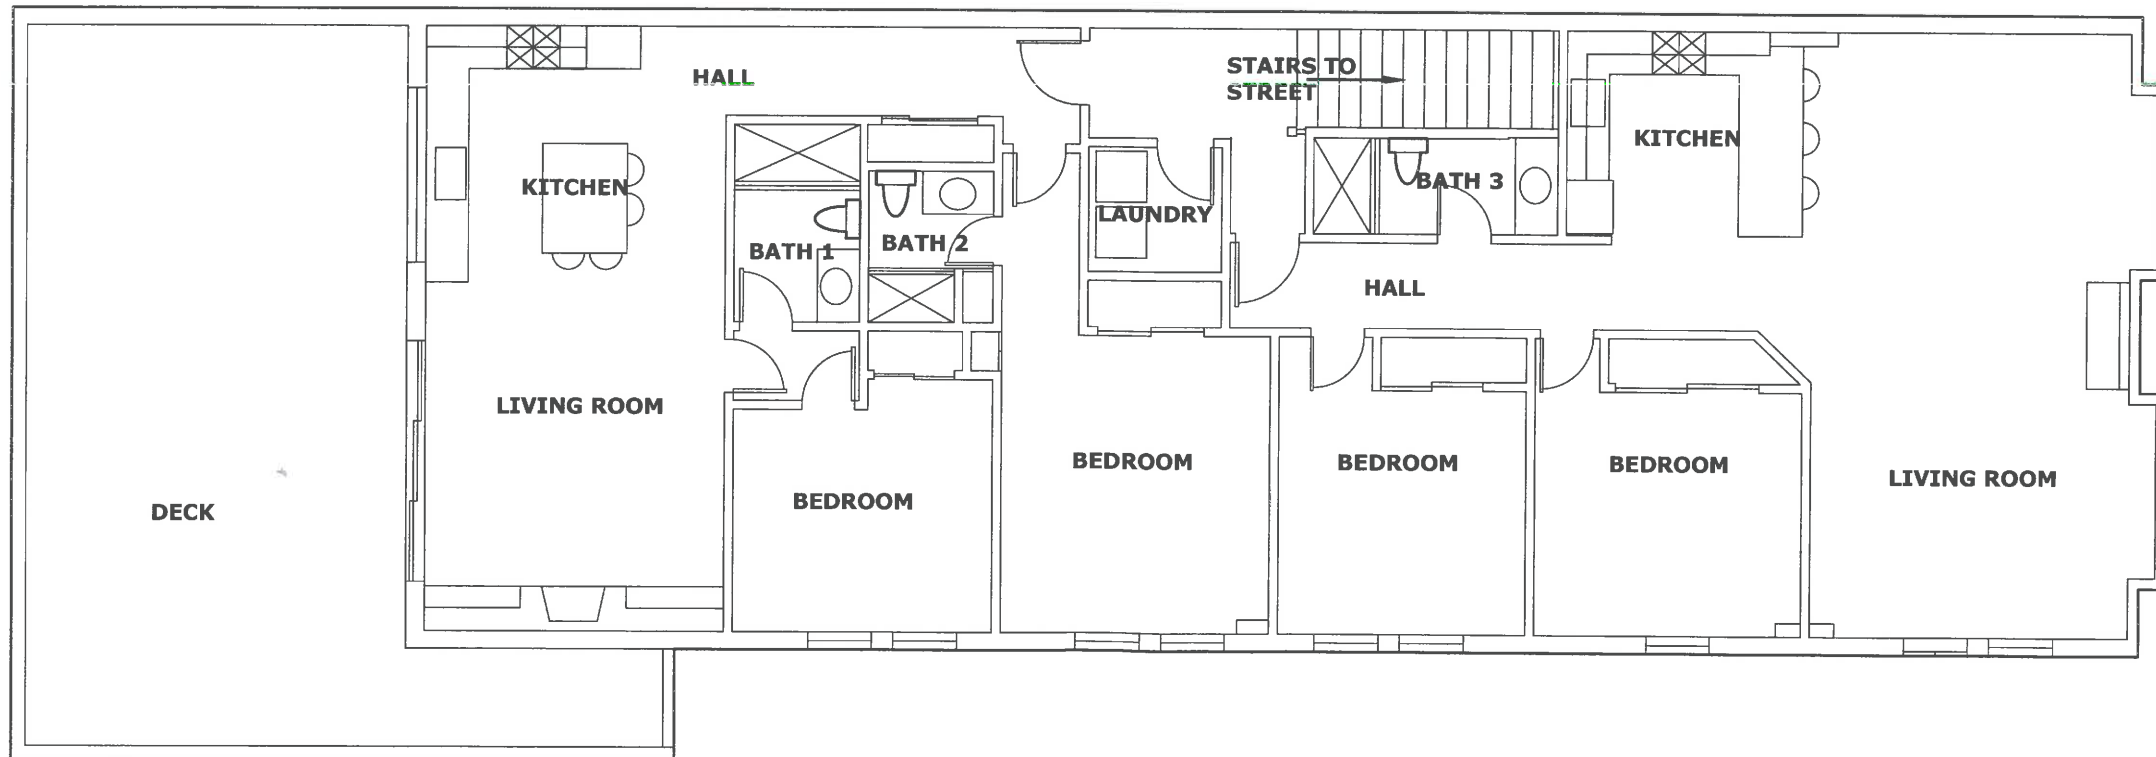 HALL
STAIRS TO
STREET
KITCHEN
KITCHEN
BATH 3
LAUNDRY
BATH 1
BATH 2
HALL
LIVING ROOM
BEDROOM
BEDROOM
BEDROOM
LIVING ROOM
BEDROOM
DECK